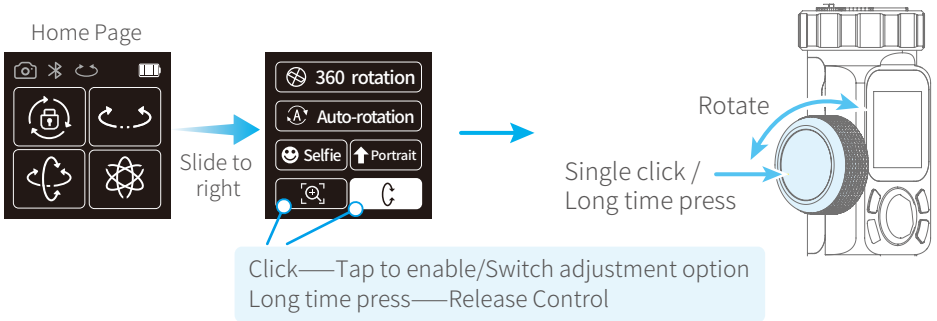 Home Page
Slide to
right
360 rotation
A Auto-rotation
Selfie
Portrait
Rotate
Single click /
Long time press
Click——Tap to enable/Switch adjustment option
Long time press——Release Control